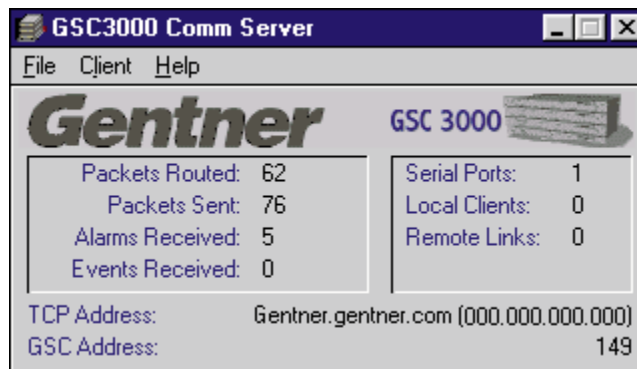 GSC3000 Comm Server
File Client Help
Gentner GSC 3000
Packets Routed: 62
Packets Sent: 76
Alarms Received: 5
Events Received: 0
Serial Ports: 1
Local Clients: 0
Remote Links: 0
TCP Address: Gentner.gentner.com (000.000.000.000)
GSC Address: 149